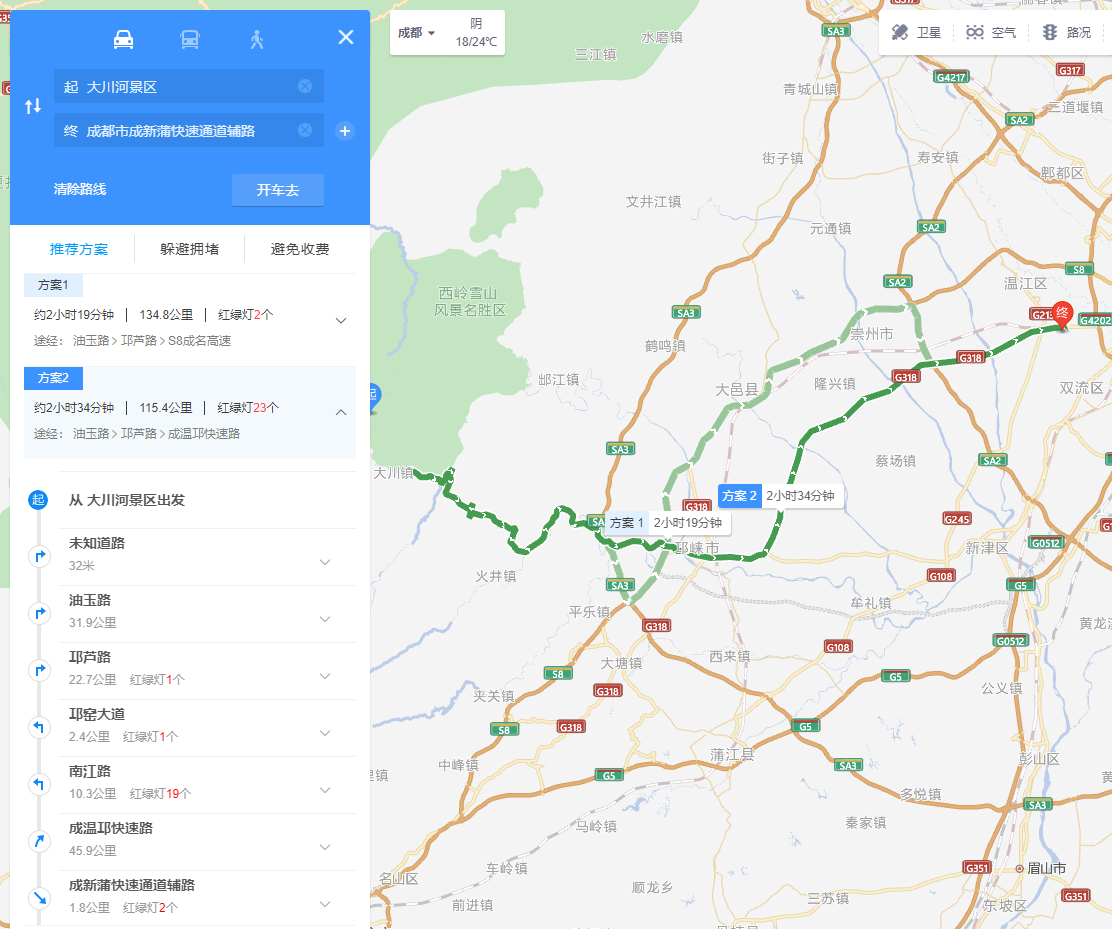 起 大川河景区
终 成都市成新蒲快速通道辅路
清除路线
开车去
推荐方案
躲避拥堵
避免收费
方案1
约2小时19分钟 134.8公里 红绿灯2个
途经： 油玉路 > 邛芦路 > S8成名高速
方案2
约2小时34分钟 115.4公里 红绿灯23个
途经： 油玉路 > 邛芦路 > 成温邛快速路
起 从 大川河景区出发
未知道路
32米
油玉路
31.9公里
邛芦路
22.7公里 红绿灯1个
邛窑大道
2.4公里 红绿灯1个
南江路
10.3公里 红绿灯19个
成温邛快速路
45.9公里
成新蒲快速通道辅路
1.8公里 红绿灯2个
成都
阴
18/24℃
卫星
空气
路况
水磨镇
三江镇
SA3
G4217
G317
青城山镇
三道堰镇
SA2
街子镇
寿安镇
郫都区
文井江镇
元通镇
SA2
S8
西岭雪山
风景名胜区
SA2
温江区
SA3
终
G4202
崇州市
鹤鸣镇
G318
邮江镇
G318
大邑县
隆兴镇
双流区
起
SA3
蔡场镇
SA2
大川镇
方案 2 2小时34分钟
G318
方案 1 2小时19分钟
G245
邛崃市
新津区
G0512
火井镇
G108
SA3
G5
平乐镇
牟礼镇
G318
G0512
西来镇
G108
大塘镇
S8
G5
夹关镇
G318
公义镇
S8
G318
G5
蒲江县
彭山区
中峰镇
G5
SA3
多悦镇
SA3
马岭镇
秦家镇
车岭镇
G351
眉山市
名山区
顺龙乡
G351
三苏镇
东坡区
前进镇